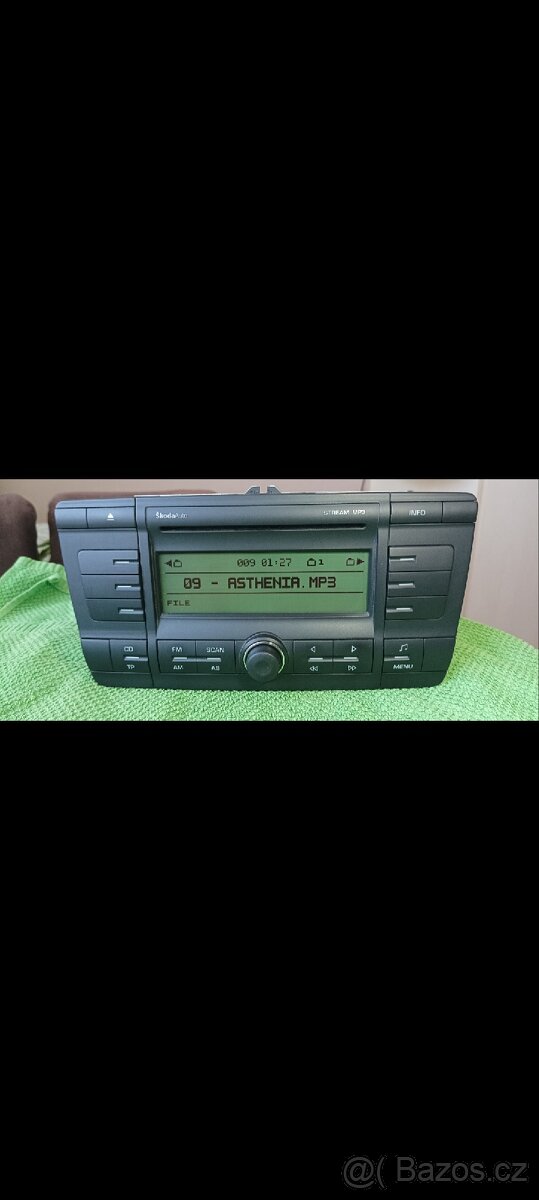 ŠkodaAuto STREAM MP3 INFO
009 01:27 1
09 - ASTHENIA.MP3
FILE
CD FM SCAN
TP AM AS MENU
@( Bazos.cz